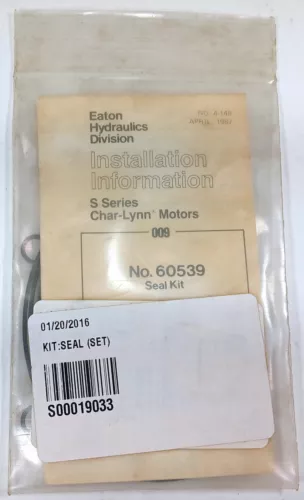 Eaton
Hydraulics
Division
Installation
Information
S Series
Char-Lynn® Motors
009
No. 60539
Seal Kit
01/20/2016
KIT:SEAL (SET)
S00019033